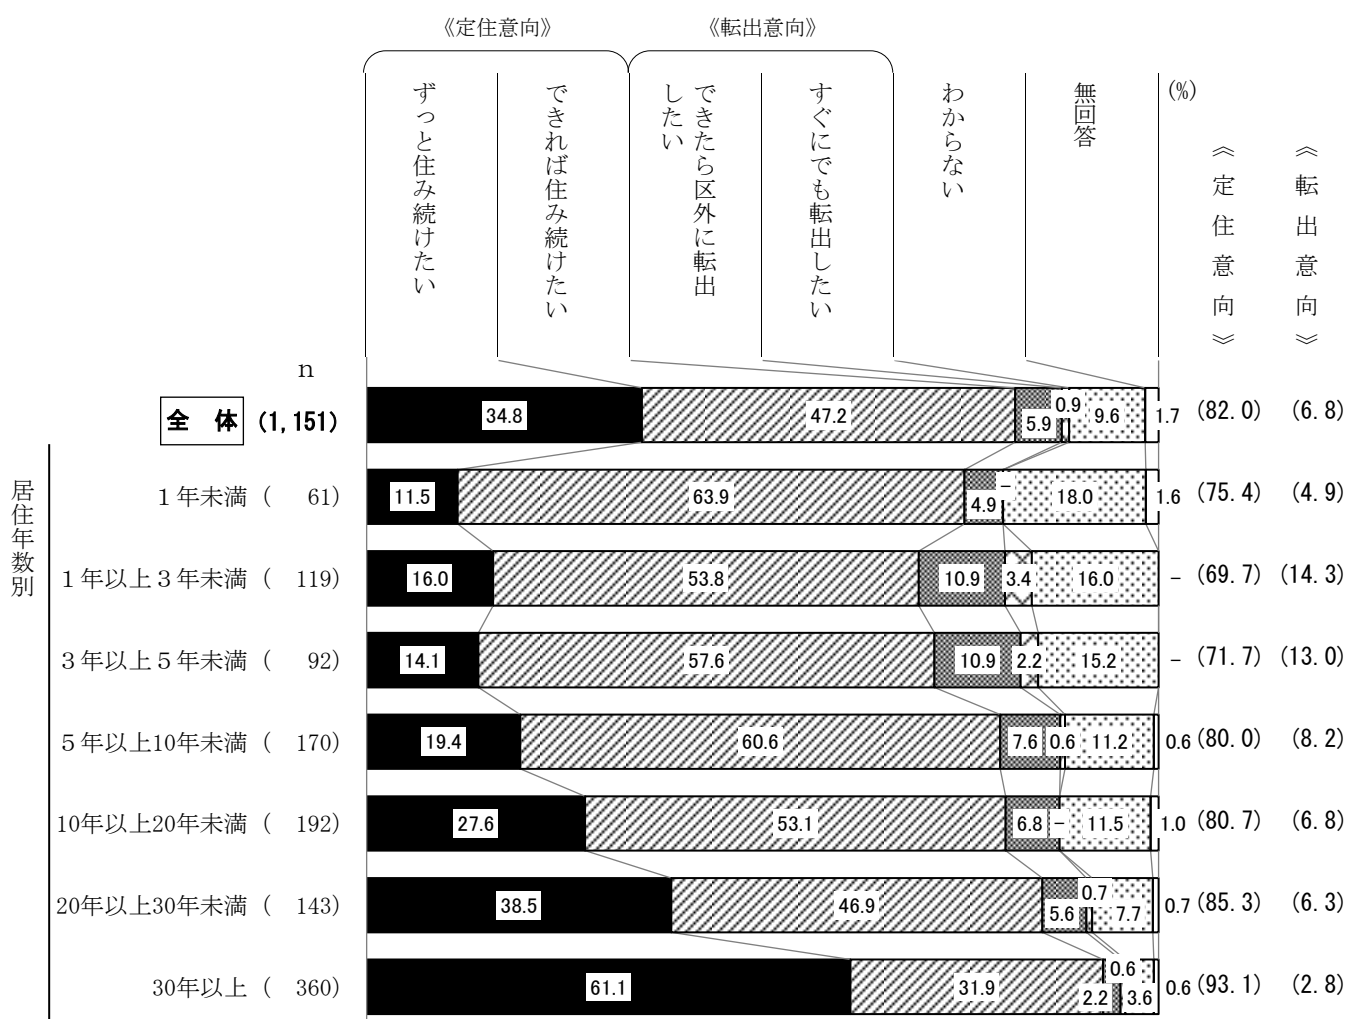 《定住意向》 《転出意向》
ずっと住み続けたい
できれば住み続けたい
できたら区外に転出
したい
すぐにでも転出したい
わからない
無回答
(%)
《定住意向》
《転出意向》
n
全 体 (1,151) 34.8 47.2 5.9 0.9 9.6 1.7 (82.0) (6.8)
居住年数別
1年未満 ( 61) 11.5 63.9 4.9 - 18.0 1.6 (75.4) (4.9)
1年以上3年未満 ( 119) 16.0 53.8 10.9 3.4 16.0 - (69.7) (14.3)
3年以上5年未満 ( 92) 14.1 57.6 10.9 2.2 15.2 - (71.7) (13.0)
5年以上10年未満 ( 170) 19.4 60.6 7.6 0.6 11.2 0.6 (80.0) (8.2)
10年以上20年未満 ( 192) 27.6 53.1 6.8 - 11.5 1.0 (80.7) (6.8)
20年以上30年未満 ( 143) 38.5 46.9 5.6 0.7 7.7 0.7 (85.3) (6.3)
30年以上 ( 360) 61.1 31.9 2.2 0.6 3.6 0.6 (93.1) (2.8)